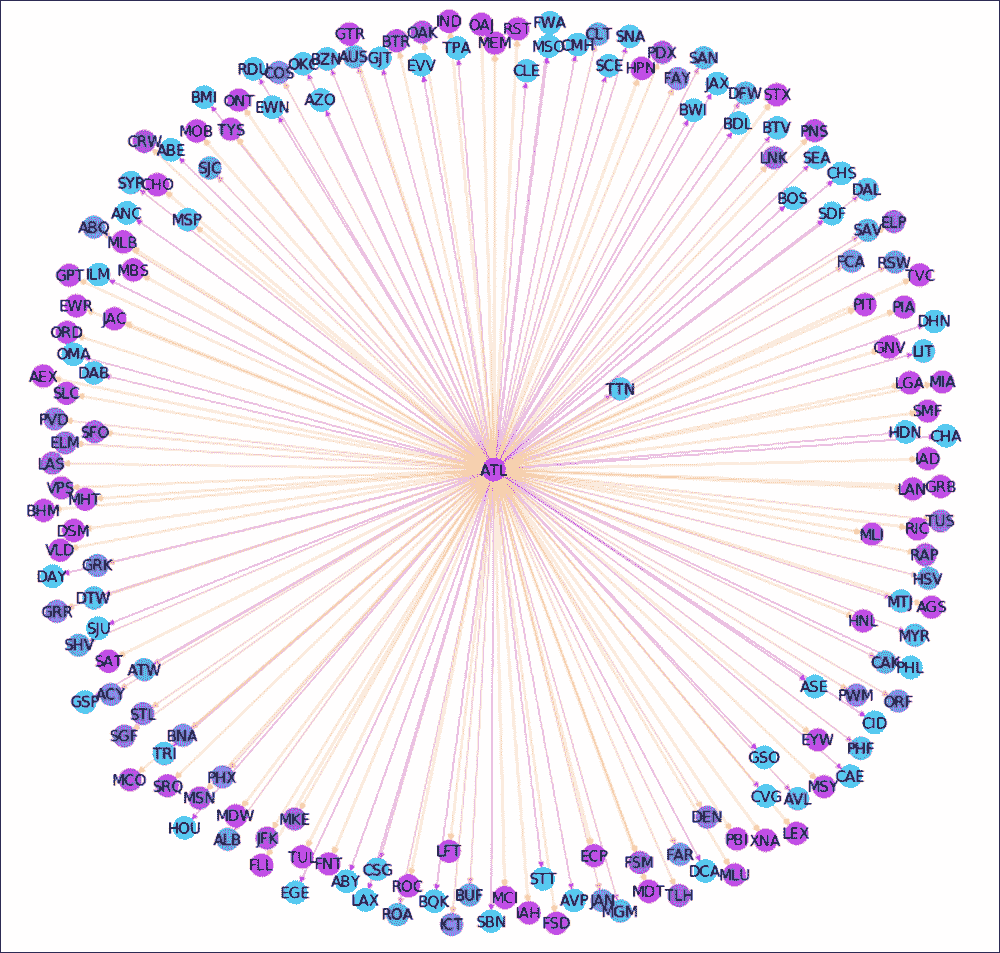 FWA
IND
OAJ
RST
GTR
OAK
CLT
SNA
BTR
MEM
TPA
MSO
CMH
PDX
OKC
BZN
AUS
GJT
SAN
RDU
COS
EVV
CLE
SCE
HPN
FAY
JAX
DFW
STX
BMI
ONT
EWN
AZO
BWI
BDL
BTV
CRW
MOB
TYS
PNS
ABE
LNK
SEA
SJC
CHS
SYR
CHO
DAL
BOS
ANC
MSP
SDF
ABQ
SAV
ELP
MLB
FCA
RSW
GPT
ILM
MBS
TVC
EWR
JAC
PIT
PIA
DHN
ORD
OMA
GNV
LIT
AEX
DAB
SLC
TTN
LGA
MIA
PVD
SFO
SMF
ELM
HDN
CHA
LAS
ATL
IAD
VPS
MHT
LAN
GRB
BHM
DSM
TUS
MLI
RIC
VLD
RAP
DAY
GRK
HSV
GRR
DTW
MTJ
AGS
SJU
HNL
MYR
SHV
SAT
ATW
CAK
PHL
GSP
ACY
ASE
PWM
ORF
STL
CID
SGF
BNA
EYW
PHF
TRI
GSO
MCO
SRQ
PHX
MSY
CAE
MSN
CVG
AVL
HOU
MDW
MKE
DEN
ALB
JFK
PBI
XNA
LEX
FLL
TUL
FNT
LFT
ECP
FSM
FAR
EGE
ABY
CSG
STT
DCA
MLU
LAX
ROC
BQK
BUF
MCI
AVP
JAN
MDT
TLH
ROA
ICT
SBN
IAH
FSD
MGM